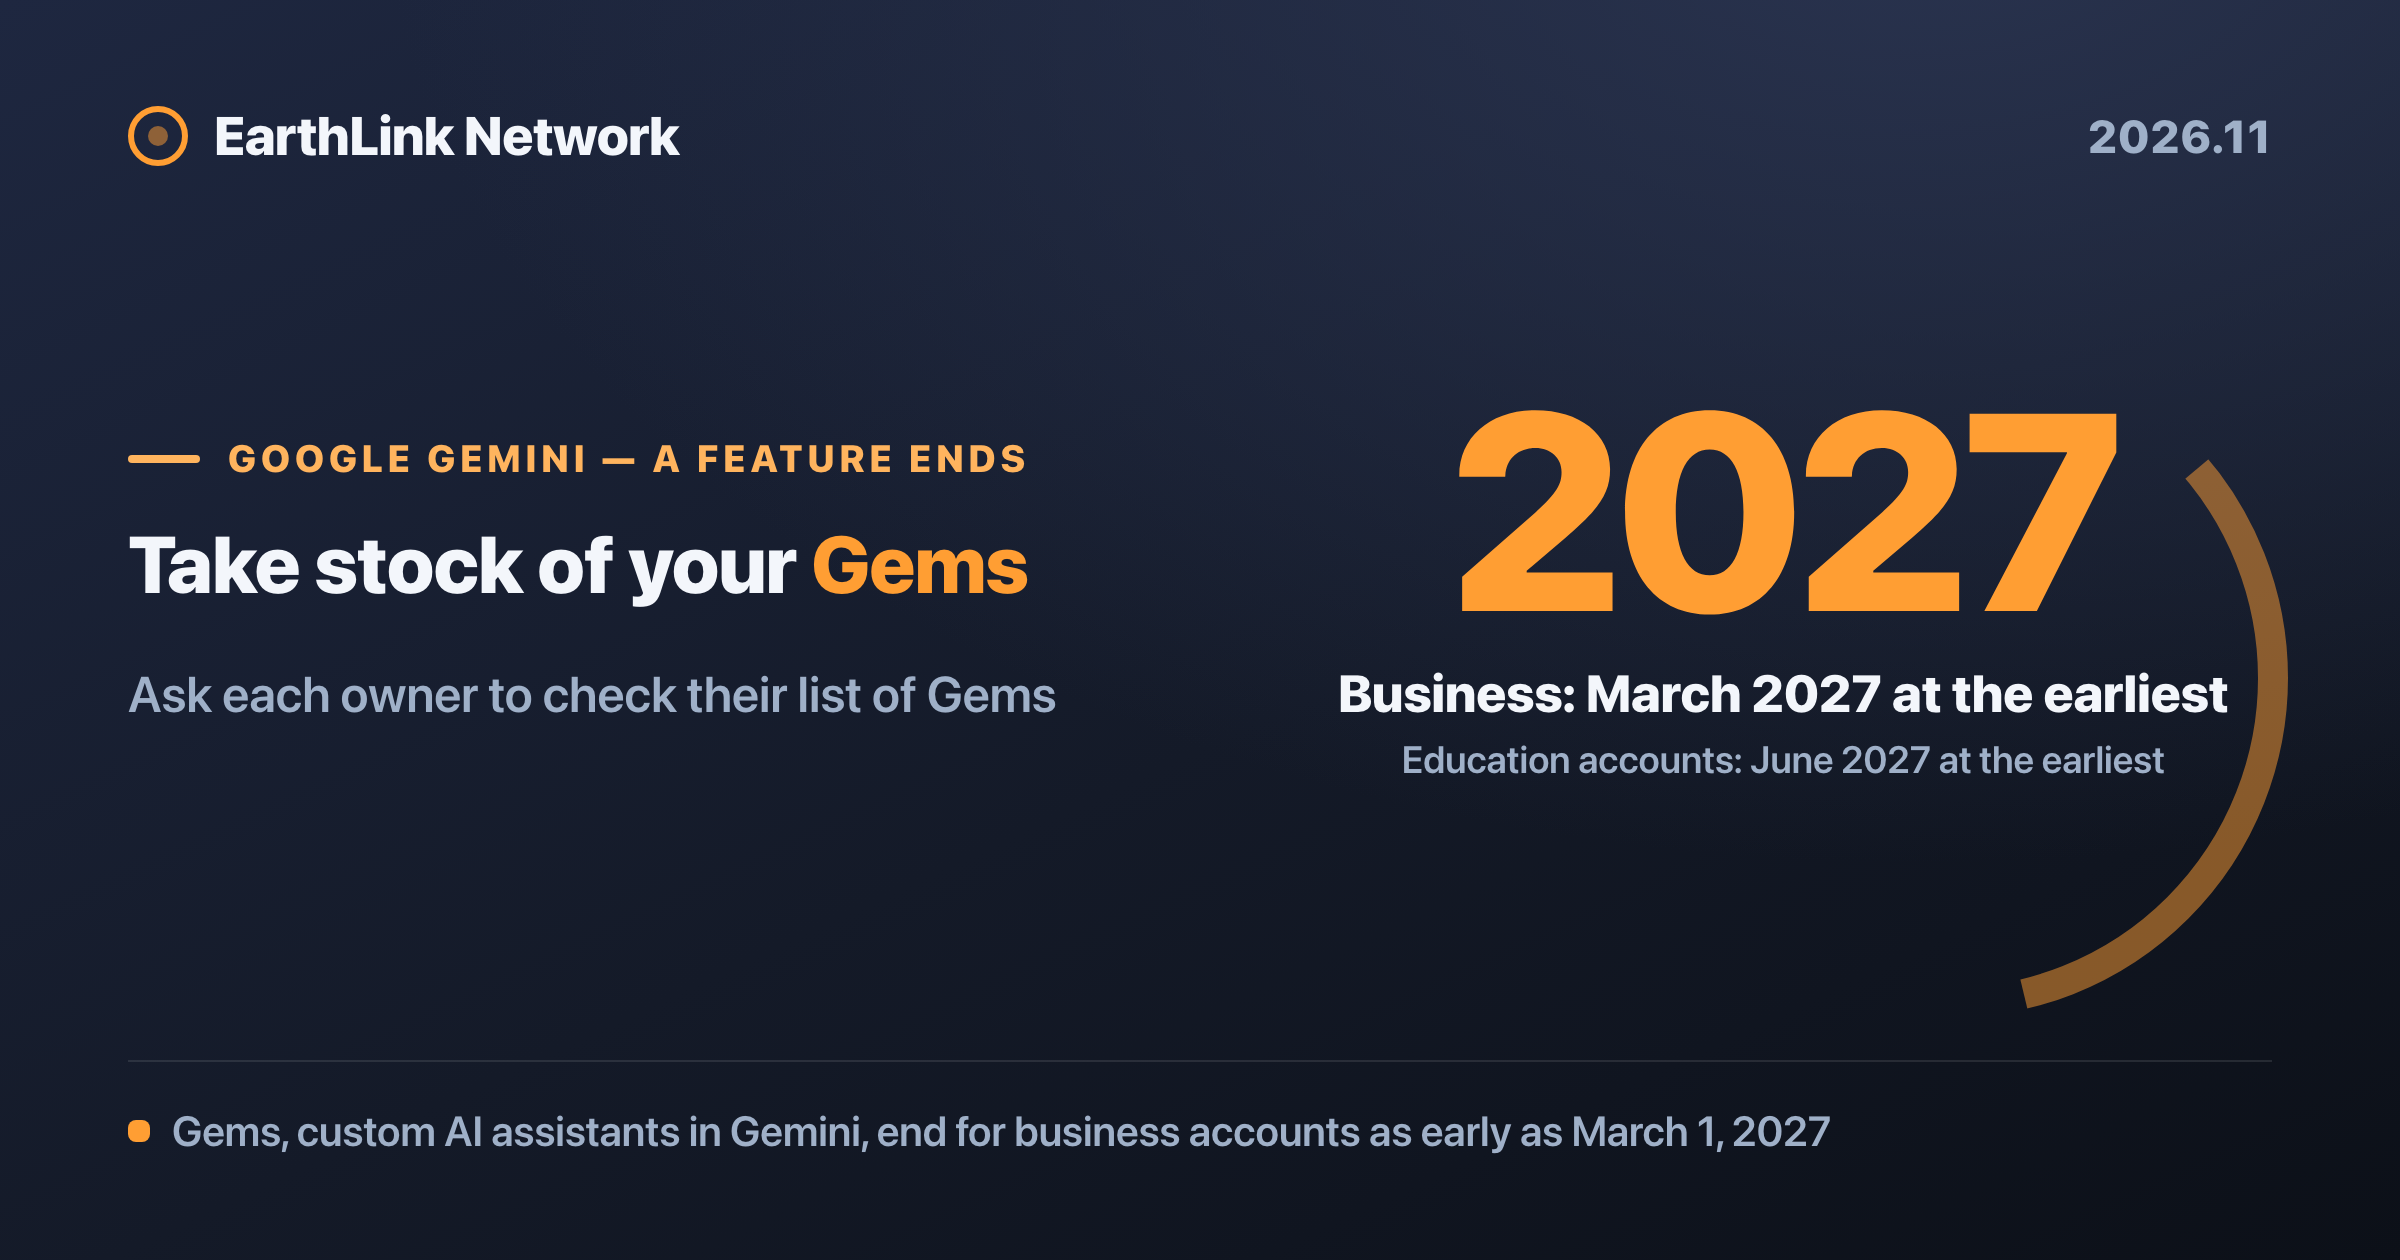 EarthLink Network
2026.11
GOOGLE GEMINI — A FEATURE ENDS
Take stock of your Gems
Ask each owner to check their list of Gems
2027
Business: March 2027 at the earliest
Education accounts: June 2027 at the earliest
Gems, custom AI assistants in Gemini, end for business accounts as early as March 1, 2027